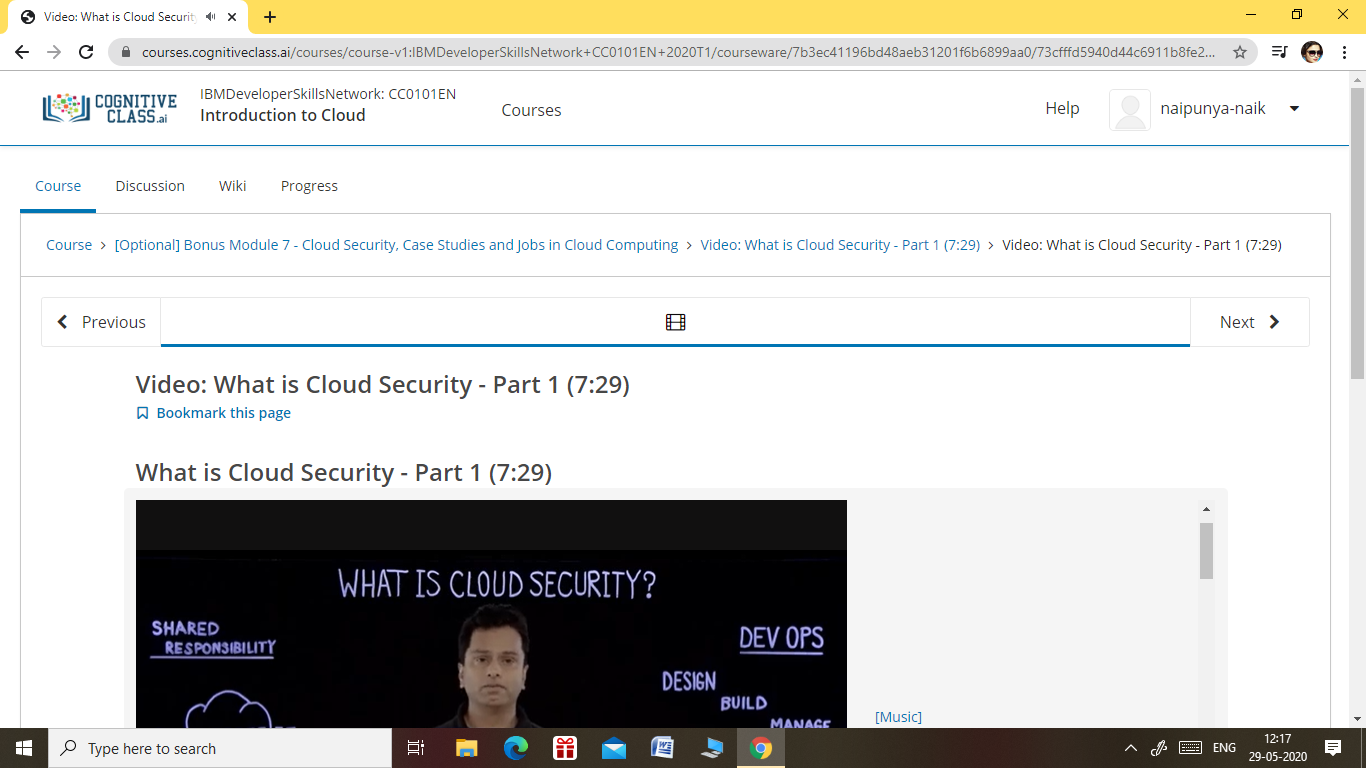 Video: What is Cloud Securit
courses.cognitiveclass.ai/courses/course-v1:IBMDeveloperSkillsNetwork+CC0101EN+2020T1/courseware/7b3ec41196bd48aeb31201f6b6899aa0/73cfffd5940d44c6911b8fe2...
COGNITIVE
CLASS.ai
IBMDeveloperSkillsNetwork: CC0101EN
Introduction to Cloud
Courses
Help
naipunya-naik
Course Discussion Wiki Progress
Course > [Optional] Bonus Module 7 - Cloud Security, Case Studies and Jobs in Cloud Computing > Video: What is Cloud Security - Part 1 (7:29) > Video: What is Cloud Security - Part 1 (7:29)
Previous
Next
Video: What is Cloud Security - Part 1 (7:29)
Bookmark this page
What is Cloud Security - Part 1 (7:29)
WHAT IS CLOUD SECURITY?
SHARED
RESPONSIBILITY
DEV OPS
DESIGN
BUILD
MANAGE
[Music]
Type here to search
ENG
12:17
29-05-2020